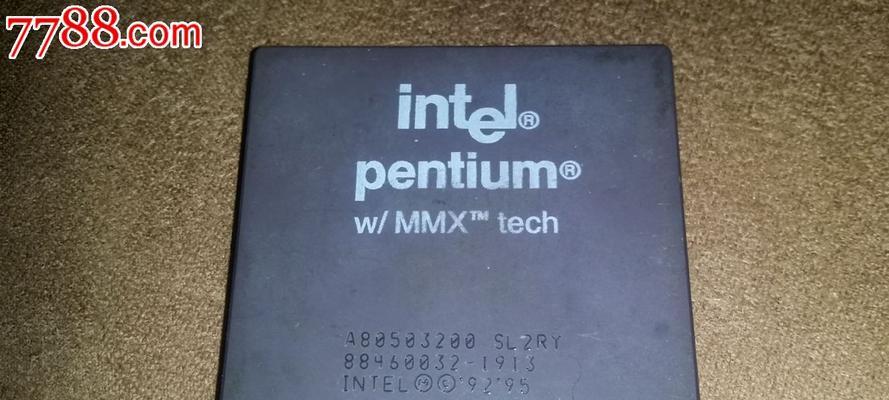 7788.com
intel®
pentium®
w/ MMX™ tech
A80503200 SL2RY
88460032-1913
INTEL Ⓜ © '92 '95